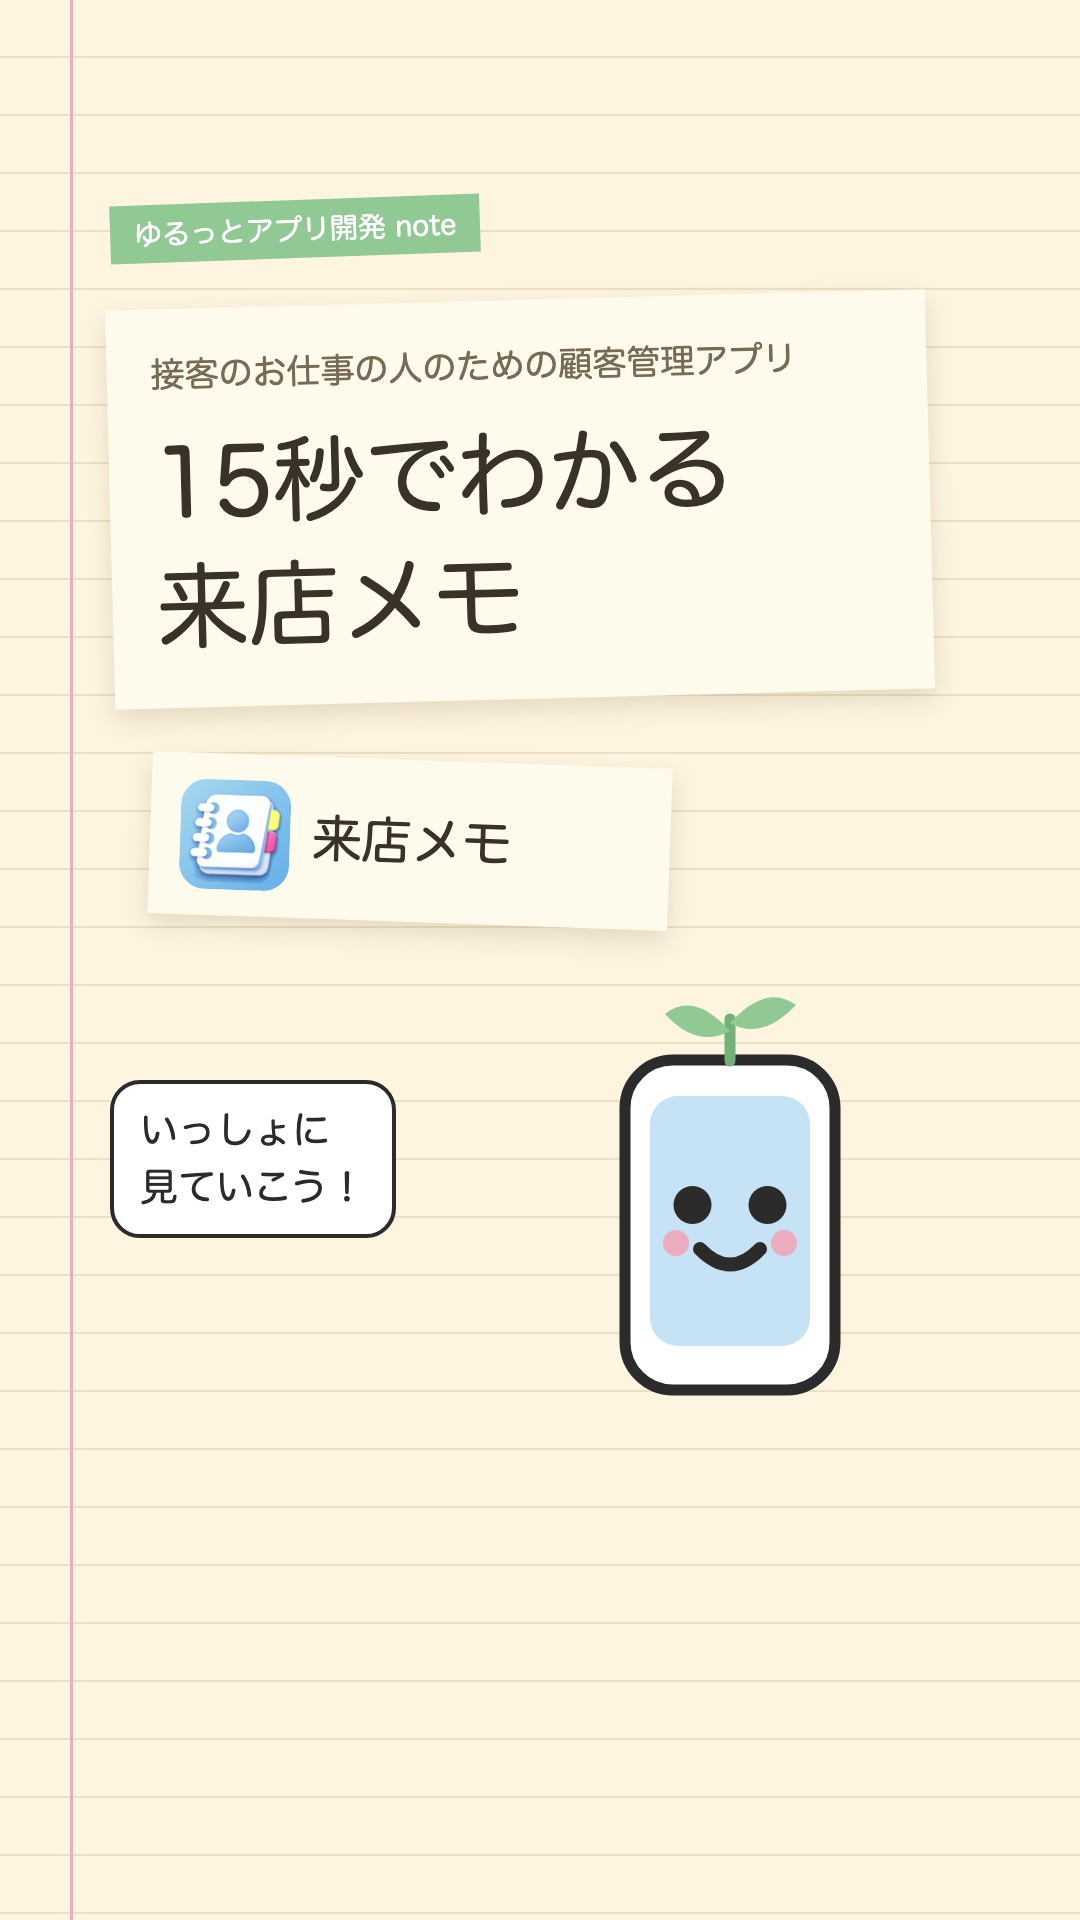 ゆるっとアプリ開発 note
接客のお仕事の人のための顧客管理アプリ
15秒でわかる
来店メモ
来店メモ
いっしょに
見ていこう！